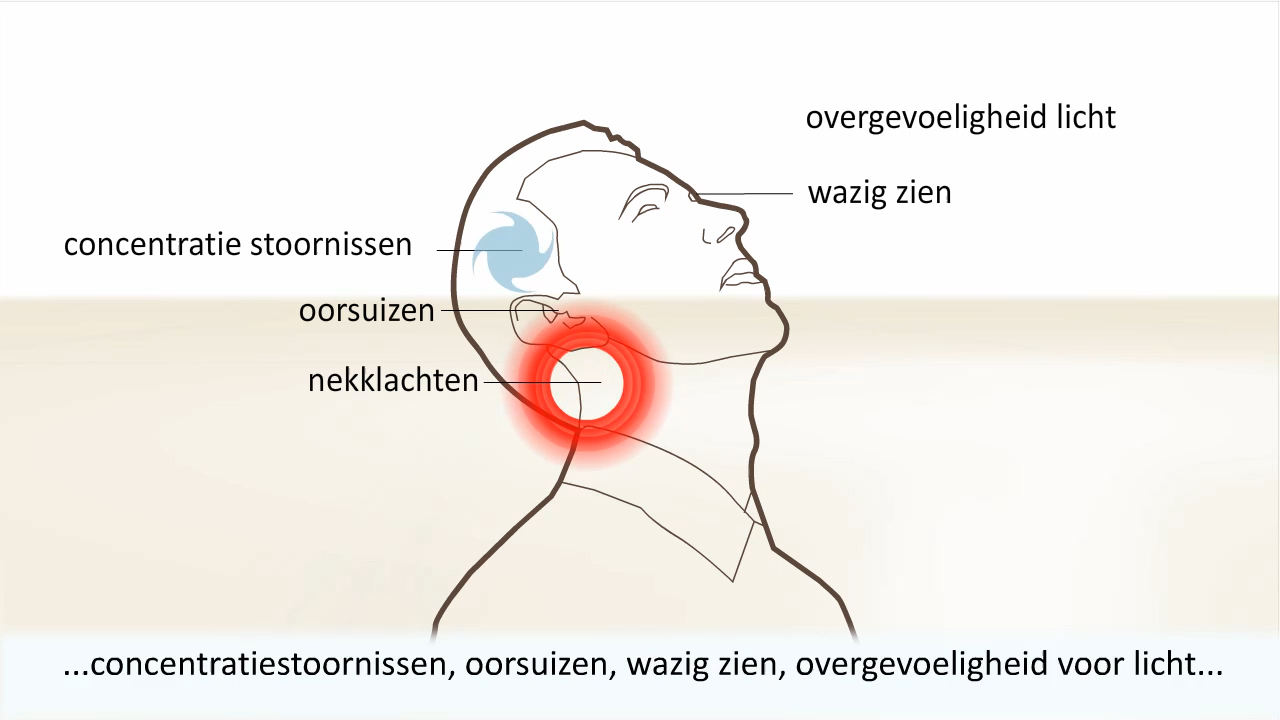 overgevoeligheid licht
wazig zien
concentratie stoornissen
oorsuizen
nekklachten
...concentratiestoornissen, oorsuizen, wazig zien, overgevoeligheid voor licht...